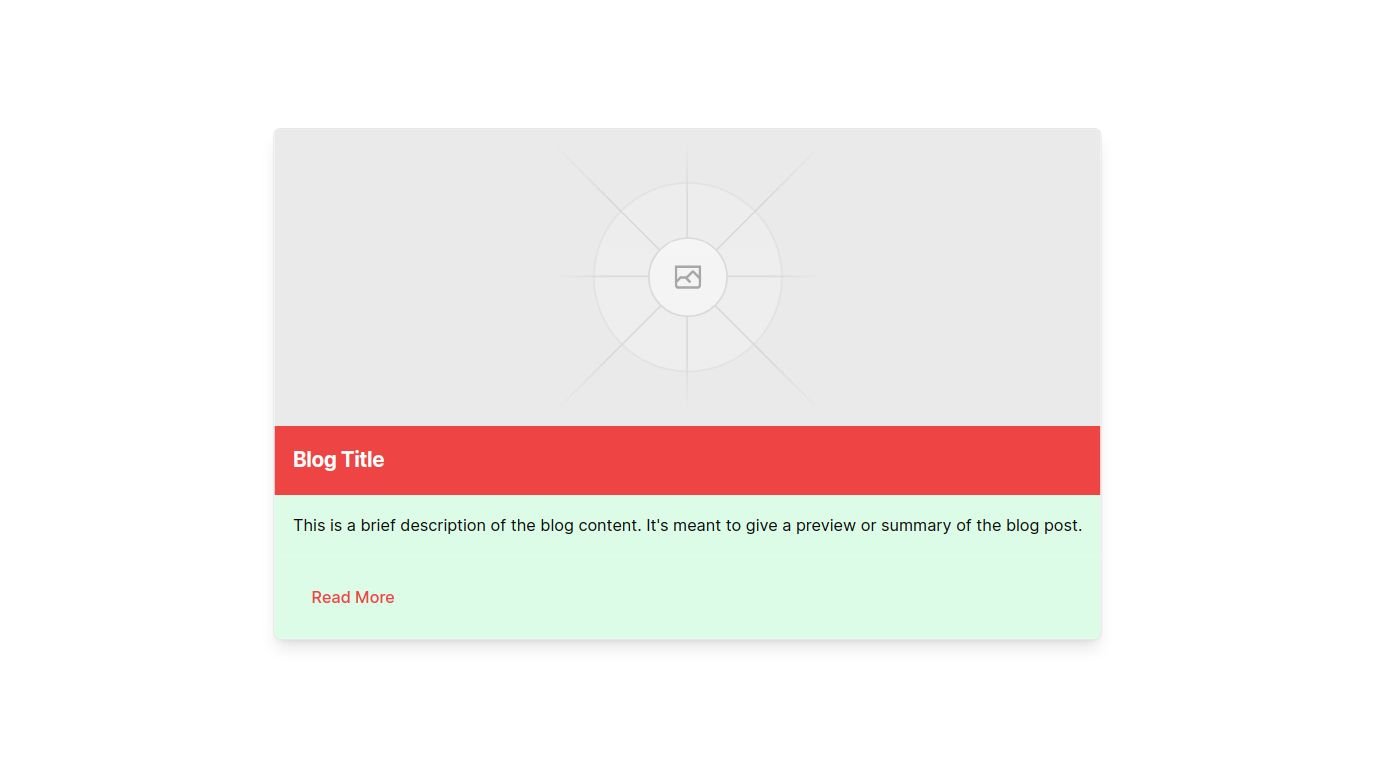 Blog Title
This is a brief description of the blog content. It's meant to give a preview or summary of the blog post.
Read More